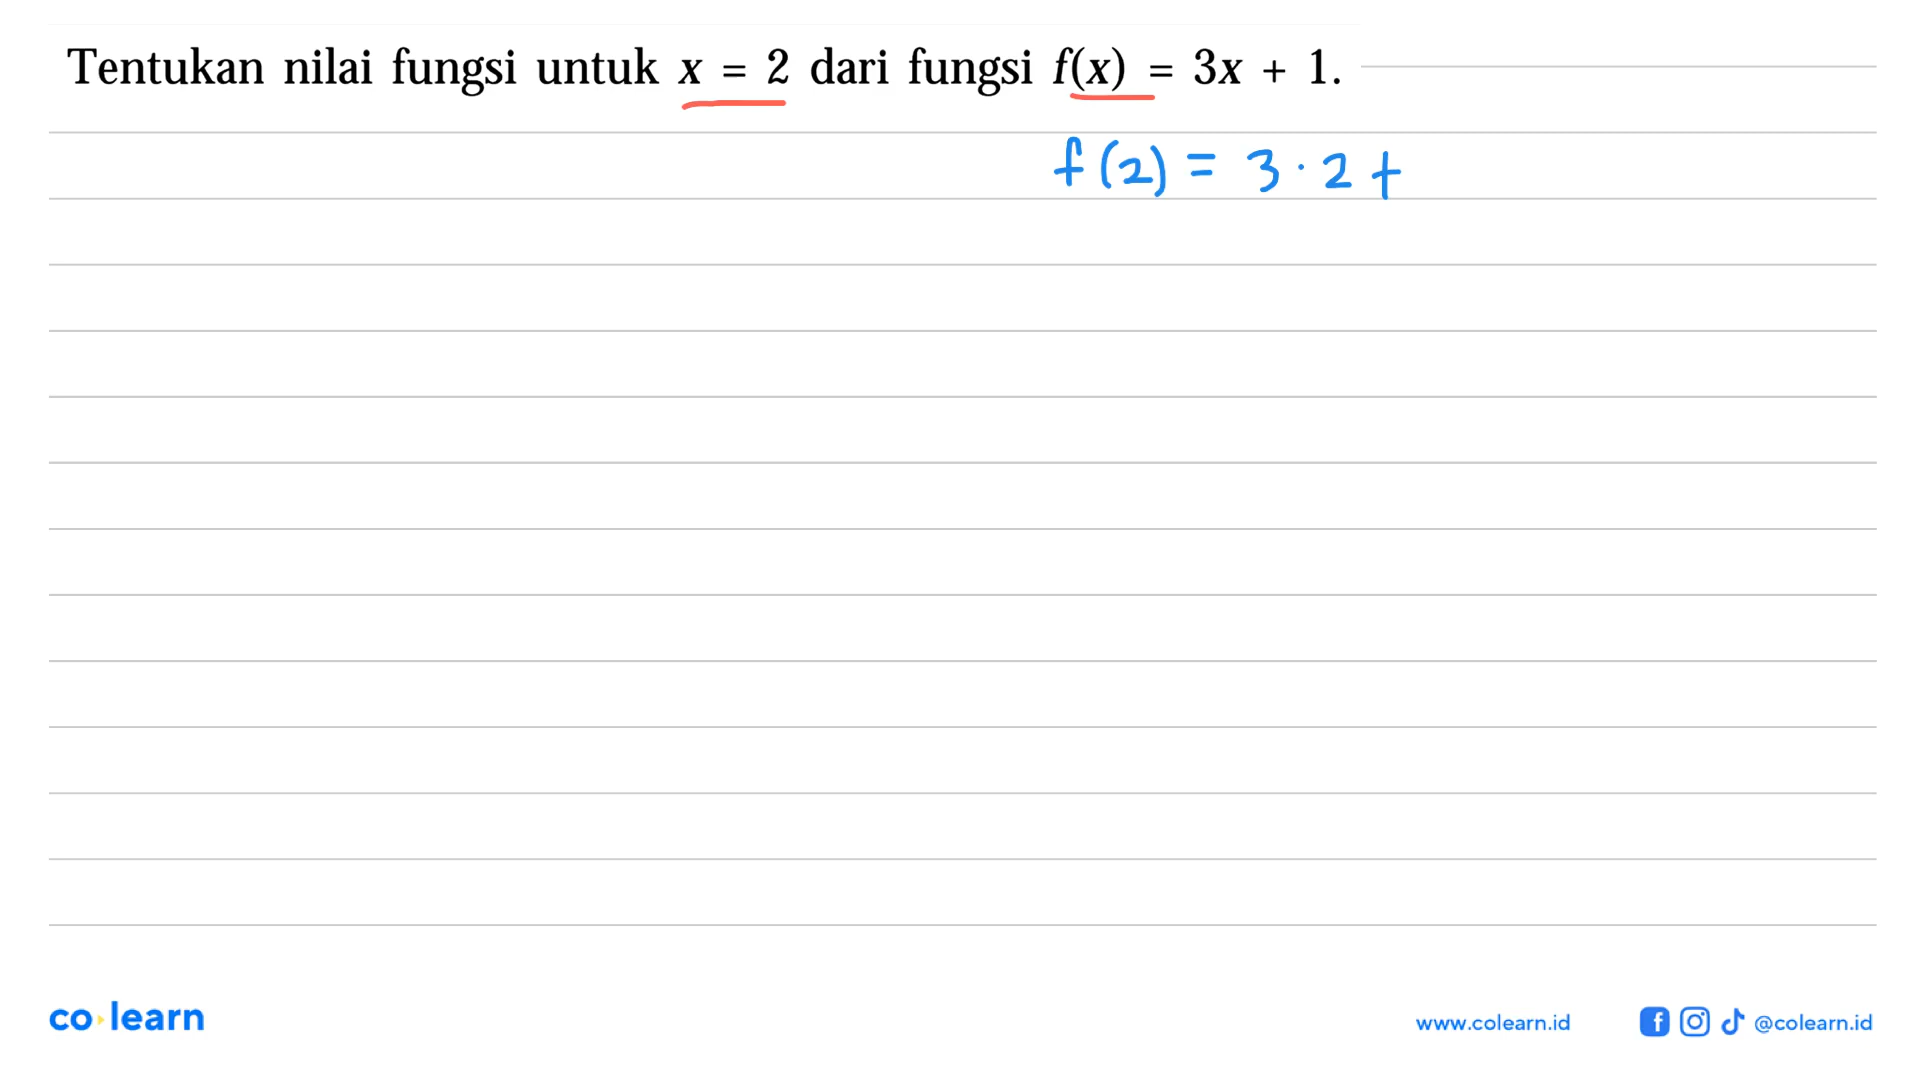 Tentukan nilai fungsi untuk x = 2 dari fungsi f(x) = 3x + 1.
f(2) = 3 · 2 +
co learn
www.colearn.id
@colearn.id